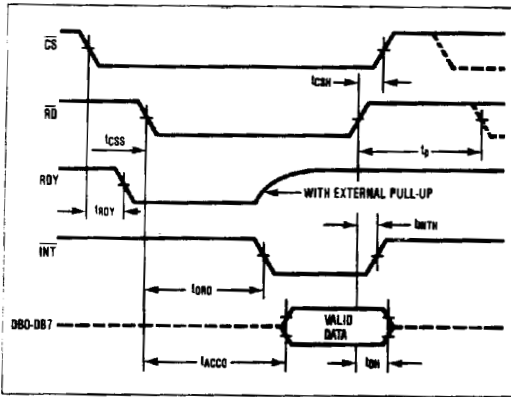 CS
tCSH
RD
tCSS
tp
RDY
WITH EXTERNAL PULL-UP
tRDY
tINTH
INT
tCRD
DB0-DB7
VALID
DATA
tACC0
tDH